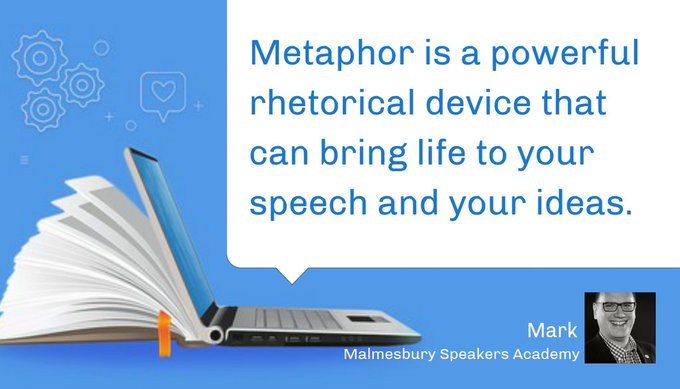 Metaphor is a powerful
rhetorical device that
can bring life to your
speech and your ideas.
Mark
Malmesbury Speakers Academy